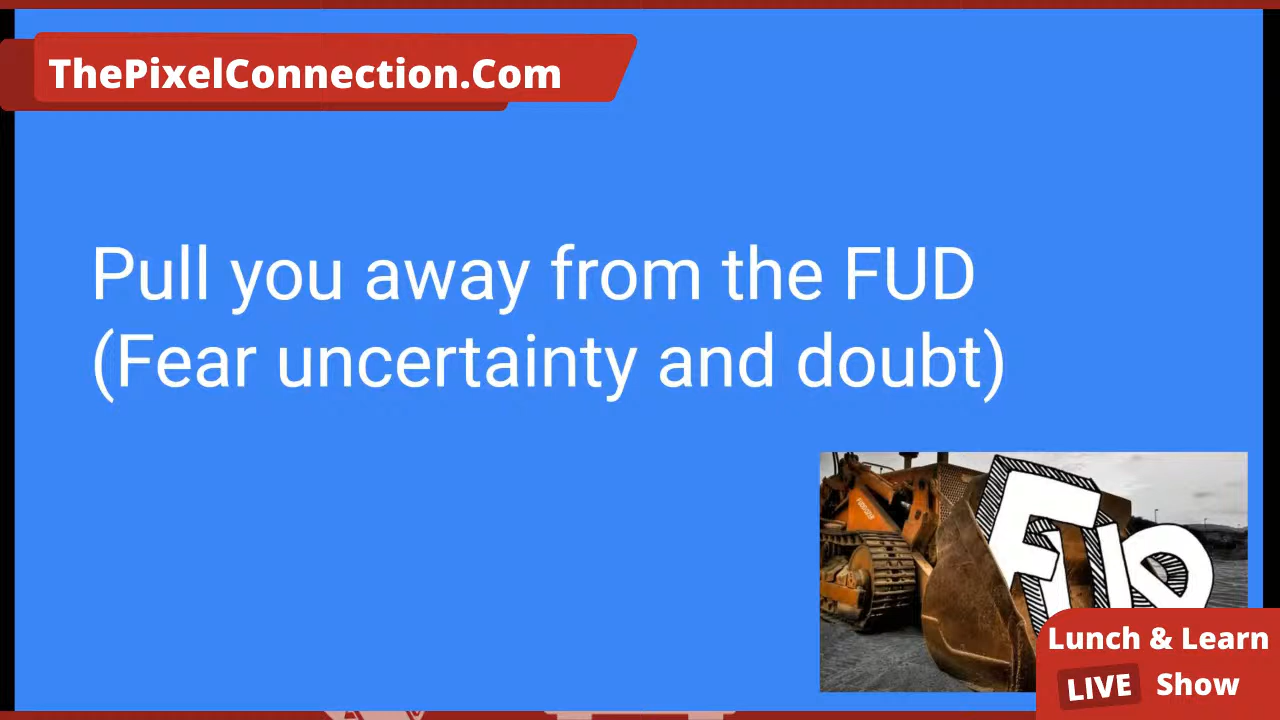 ThePixelConnection.Com
Pull you away from the FUD
(Fear uncertainty and doubt)
FUD
Lunch & Learn
LIVE Show